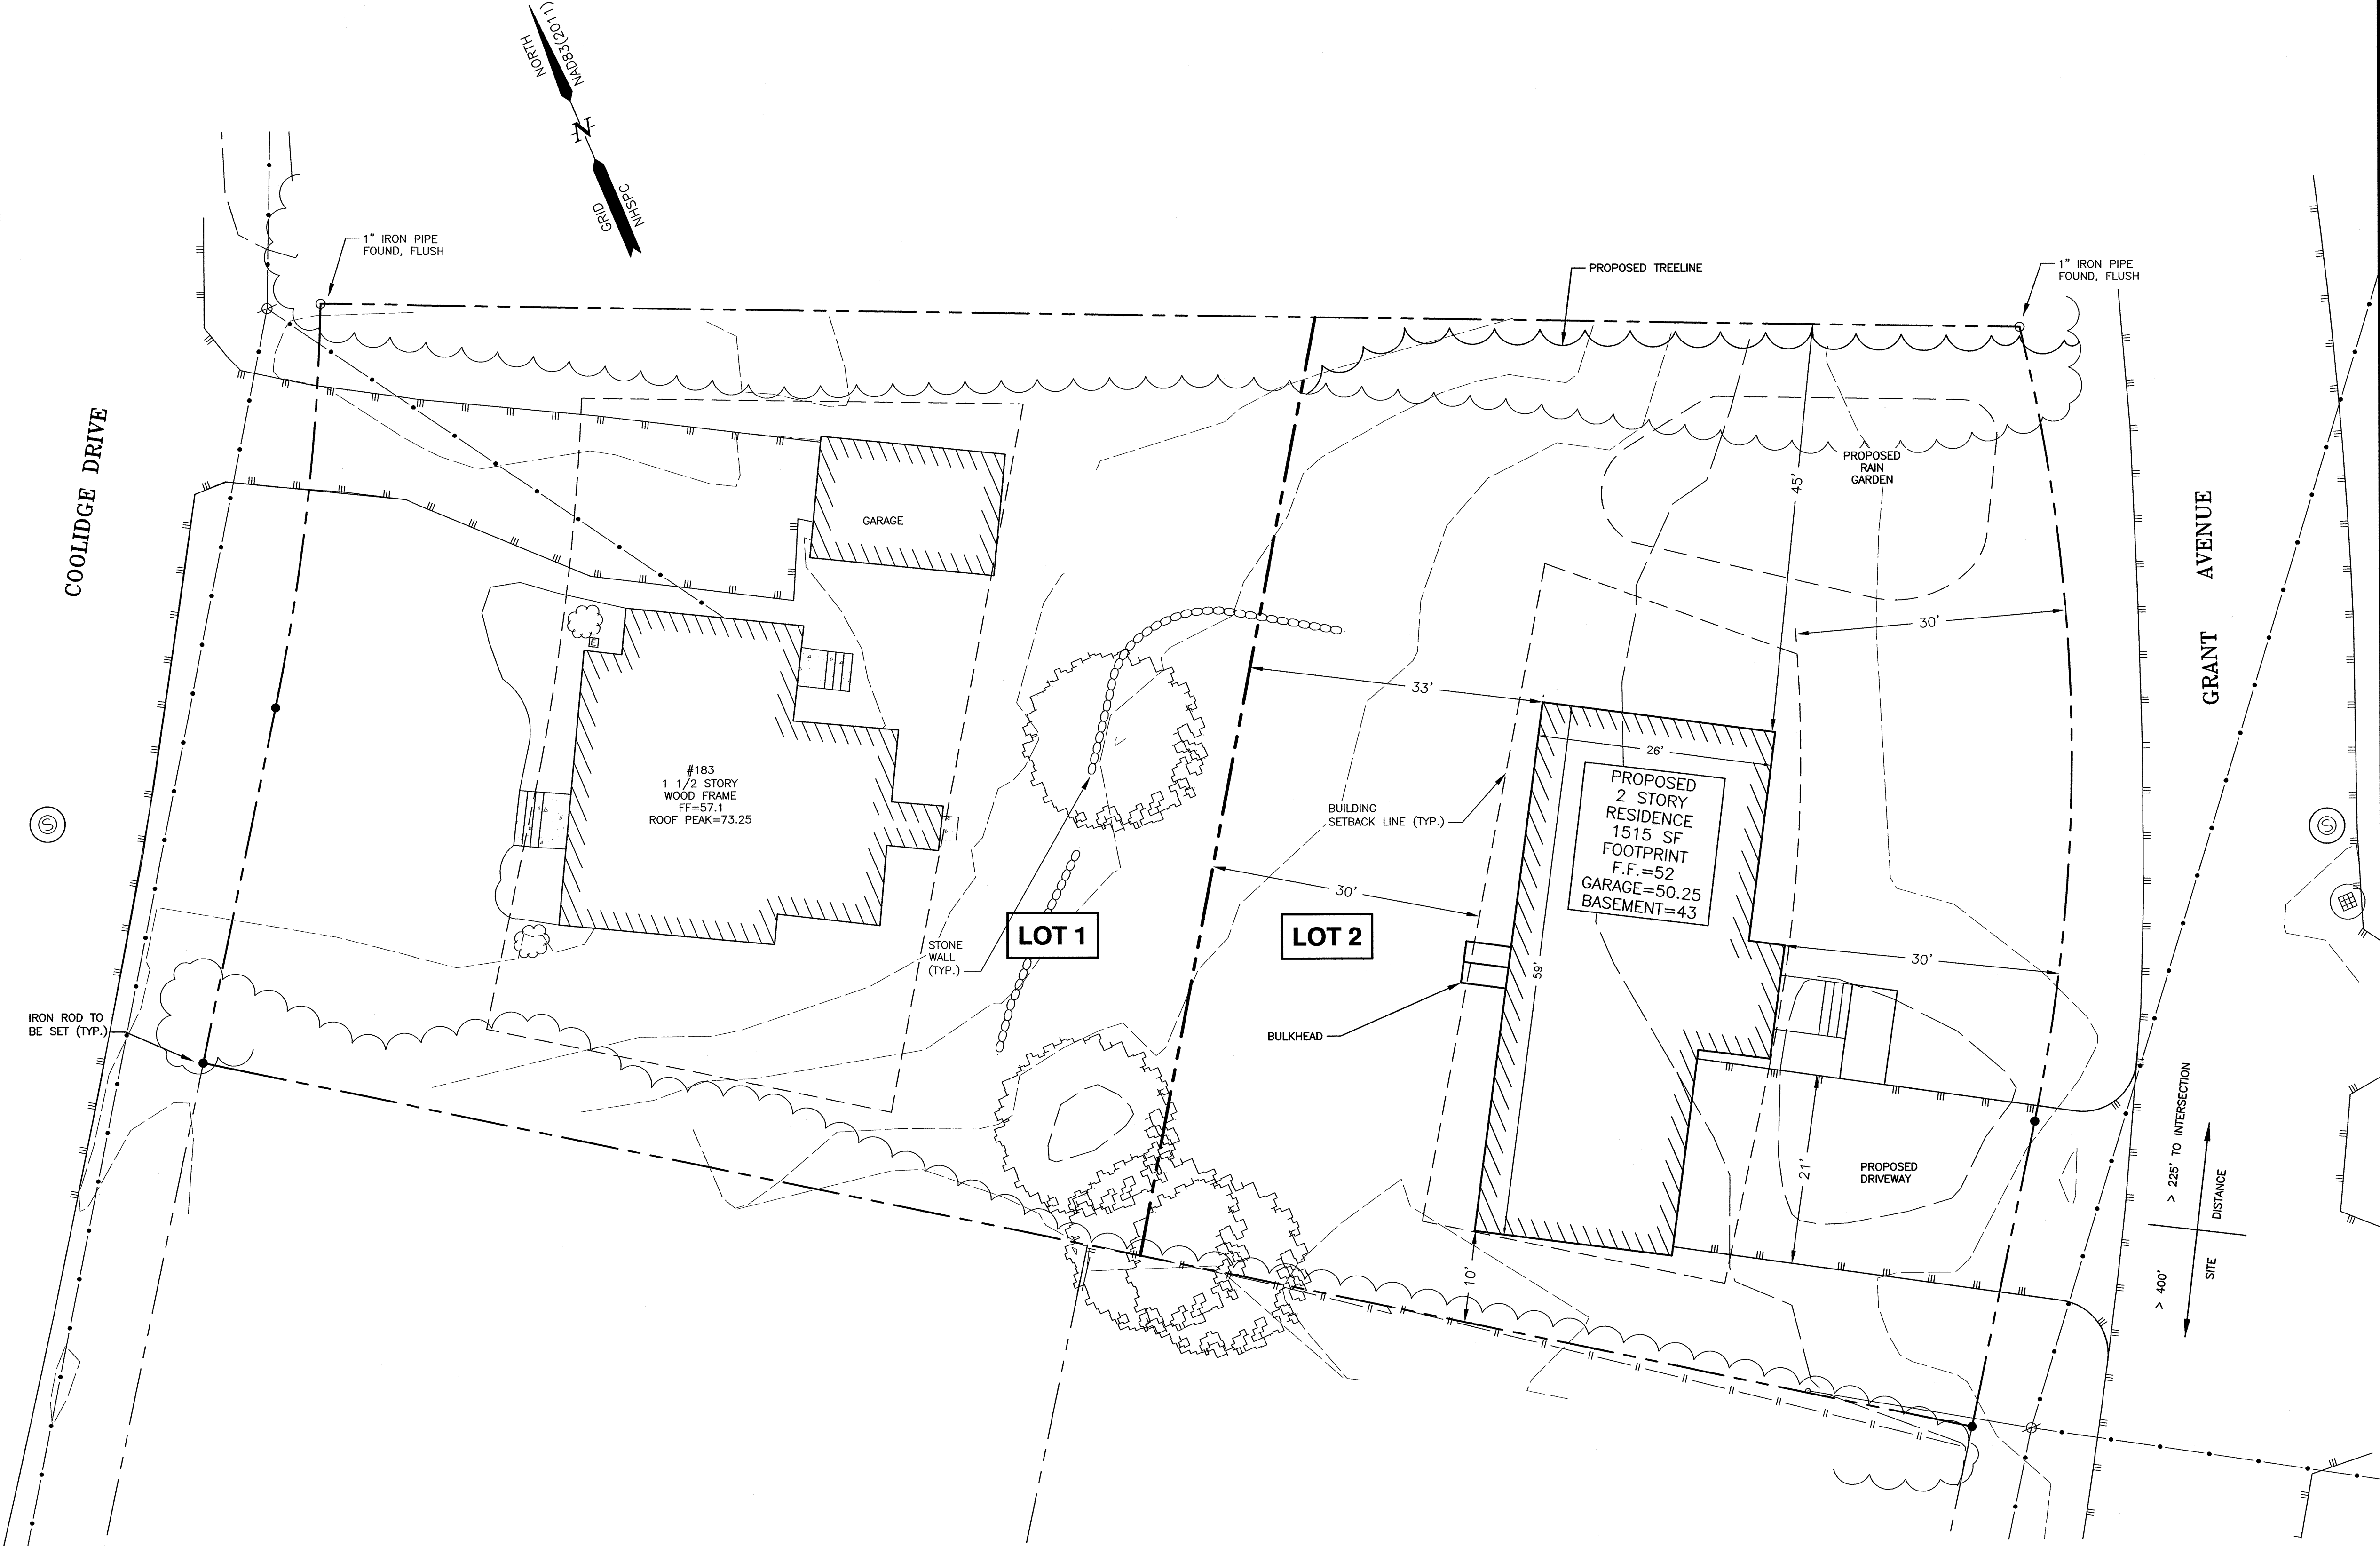 NORTH
NAD83(2011)
N
GRID
NHSPC
1" IRON PIPE
FOUND, FLUSH
PROPOSED TREELINE
1" IRON PIPE
FOUND, FLUSH
COOLIDGE DRIVE
GARAGE
E
#183
1 1/2 STORY
WOOD FRAME
FF=57.1
ROOF PEAK=73.25
S
STONE
WALL
(TYP.)
LOT 1
IRON ROD TO
BE SET (TYP.)
PROPOSED
RAIN
GARDEN
45'
30'
33'
26'
BUILDING
SETBACK LINE (TYP.)
PROPOSED
2 STORY
RESIDENCE
1515 SF
FOOTPRINT
F.F.=52
GARAGE=50.25
BASEMENT=43
30'
LOT 2
59'
30'
BULKHEAD
21'
PROPOSED
DRIVEWAY
10'
GRANT AVENUE
S
> 225' TO INTERSECTION
DISTANCE
SITE
> 400'